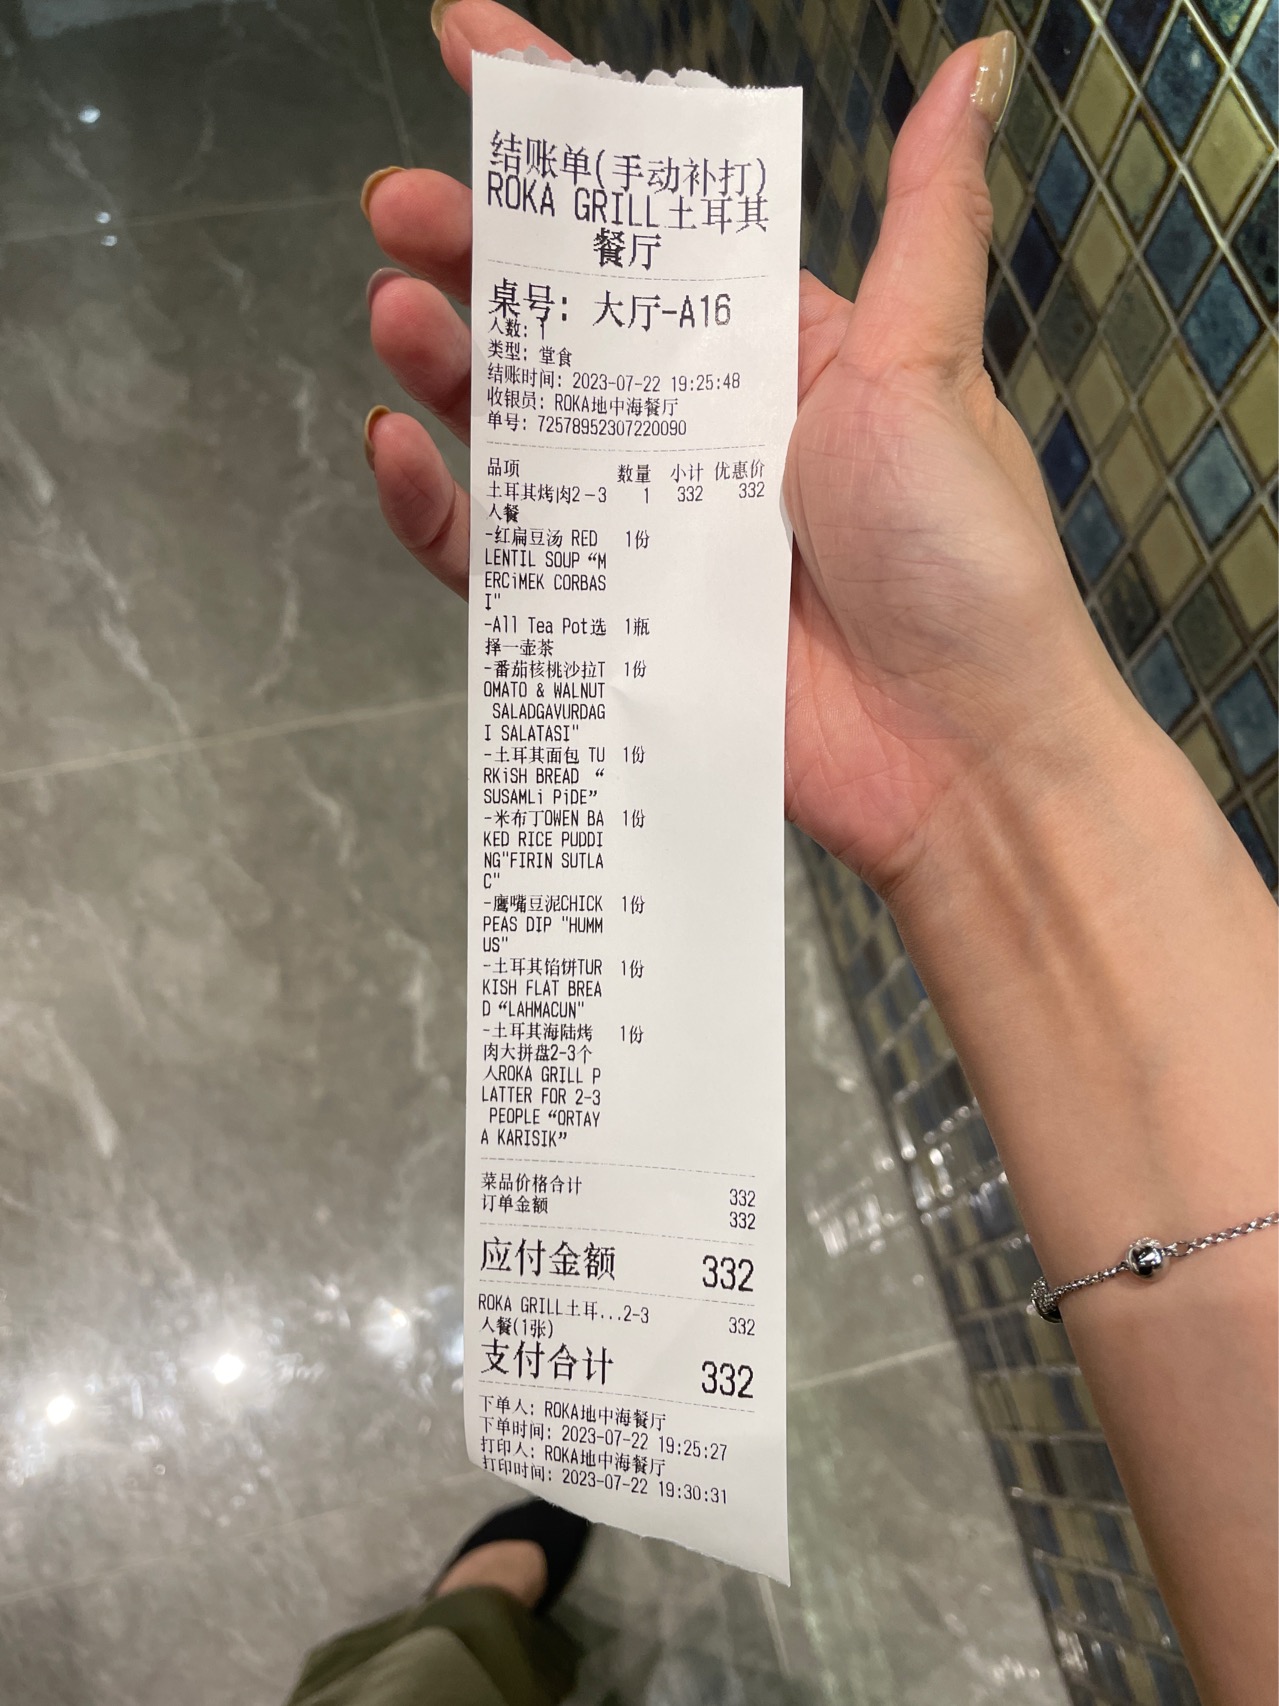 结账单(手动补打)
ROKA GRILL土耳其
餐厅
桌号: 大厅-A16
人数: 1
类型: 堂食
结账时间: 2023-07-22 19:25:48
收银员: ROKA地中海餐厅
单号: 72578952307220090
品项 数量 小计 优惠价
土耳其烤肉2-3 1 332 332
人餐
-红扁豆汤 RED 1份
LENTIL SOUP “M
ERCiMEK CORBAS
I"
-All Tea Pot选 1瓶
择一壶茶
-番茄核桃沙拉T 1份
OMATO & WALNUT
SALADGAVURDAG
I SALATASI"
-土耳其面包 TU 1份
RKiSH BREAD “
SUSAMLi PiDE”
-米布丁OWEN BA 1份
KED RICE PUDDI
NG"FIRIN SUTLA
C"
-鹰嘴豆泥CHICK 1份
PEAS DIP "HUMM
US"
-土耳其馅饼TUR 1份
KISH FLAT BREA
D “LAHMACUN"
-土耳其海陆烤 1份
肉大拼盘2-3个
人ROKA GRILL P
LATTER FOR 2-3
PEOPLE “ORTAY
A KARISIK”
菜品价格合计 332
订单金额 332
应付金额 332
ROKA GRILL土耳...2-3 332
人餐(1张)
支付合计 332
下单人: ROKA地中海餐厅
下单时间: 2023-07-22 19:25:27
打印人: ROKA地中海餐厅
打印时间: 2023-07-22 19:30:31